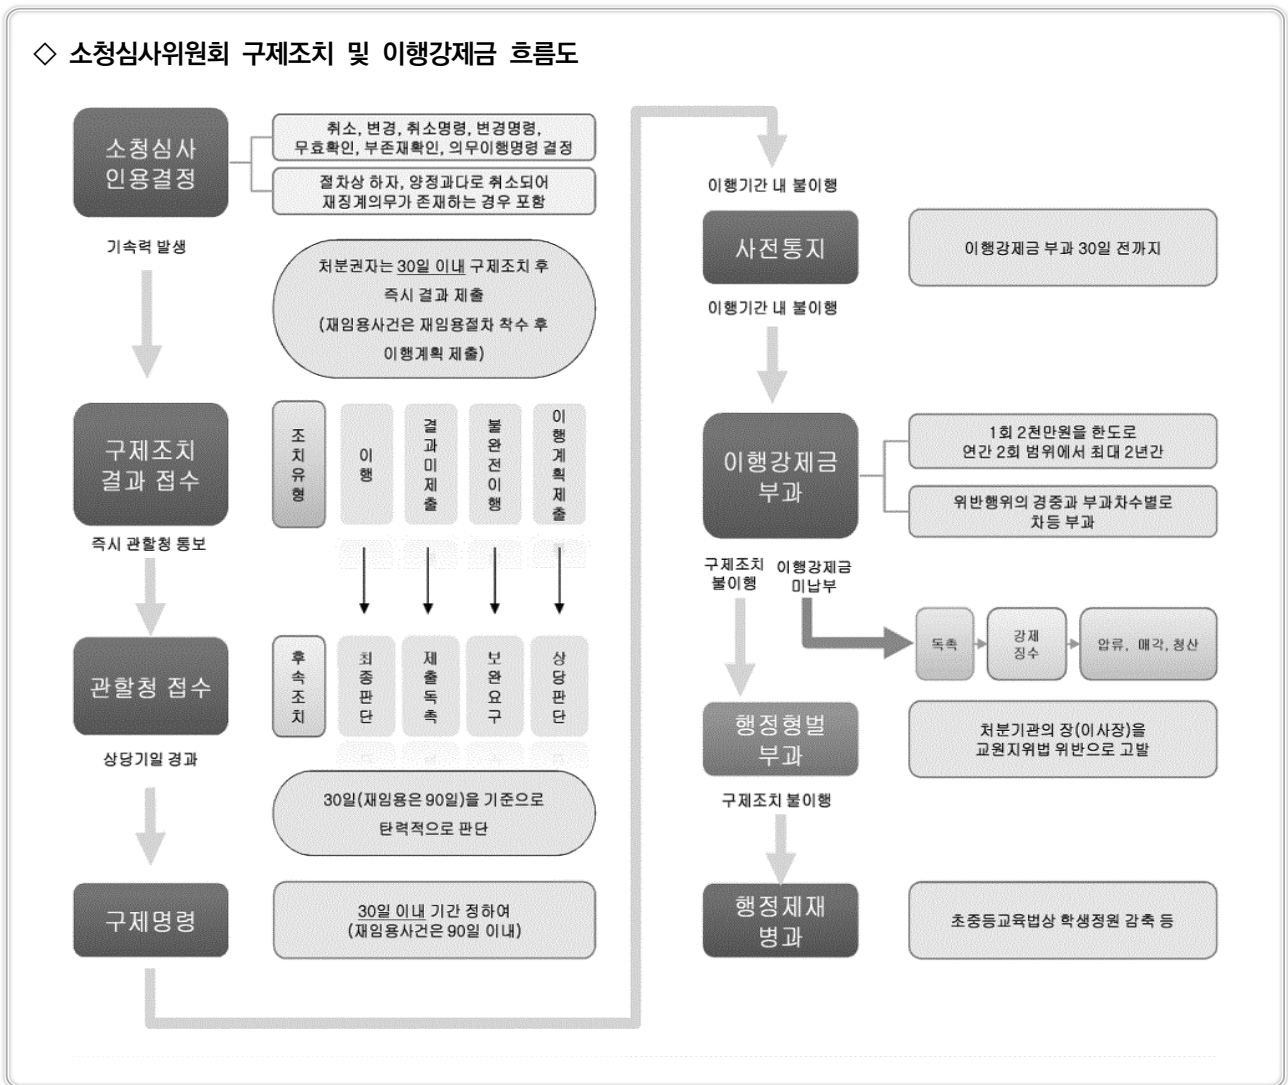 ◇ 소청심사위원회 구제조치 및 이행강제금 흐름도
소청심사
인용결정
취소, 변경, 취소명령, 변경명령,
무효확인, 부존재확인, 의무이행명령 결정
절차상 하자, 양정과다로 취소되어
재징계의무가 존재하는 경우 포함
기속력 발생
처분권자는 30일 이내 구제조치 후
즉시 결과 제출
(재임용사건은 재임용절차 착수 후
이행계획 제출)
구제조치
결과 접수
조치유형
이행
결과미제출
불완전이행
이행계획제출
즉시 관할청 통보
관할청 접수
후속조치
최종판단
제출독촉
보완요구
상당판단
상당기일 경과
30일(재임용은 90일)을 기준으로
탄력적으로 판단
구제명령
30일 이내 기간 정하여
(재임용사건은 90일 이내)
이행기간 내 불이행
사전통지
이행강제금 부과 30일 전까지
이행기간 내 불이행
이행강제금
부과
1회 2천만원을 한도로
연간 2회 범위에서 최대 2년간
위반행위의 경중과 부과차수별로
차등 부과
구제조치
불이행
이행강제금
미납부
독촉
강제
징수
압류, 매각, 청산
행정형벌
부과
처분기관의 장(이사장)을
교원지위법 위반으로 고발
구제조치 불이행
행정제재
병과
초중등교육법상 학생정원 감축 등